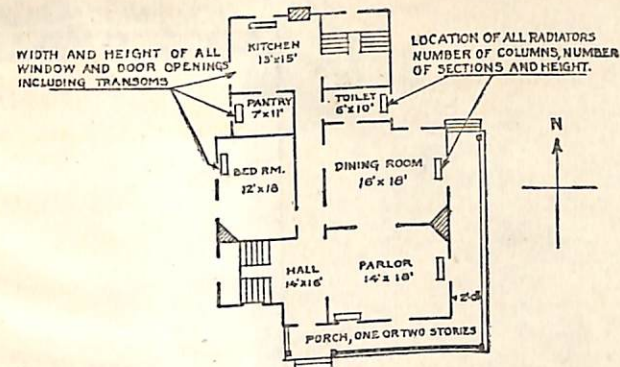 WIDTH AND HEIGHT OF ALL
WINDOW AND DOOR OPENINGS
INCLUDING TRANSOMS
LOCATION OF ALL RADIATORS
NUMBER OF COLUMNS, NUMBER
OF SECTIONS AND HEIGHT.
KITCHEN
13'x15'
PANTRY
7'x11'
TOILET
6'x10'
BED RM.
12'x18
DINING ROOM
16'x18'
N
HALL
14'x16'
PARLOR
14'x18'
PORCH, ONE OR TWO STORIES